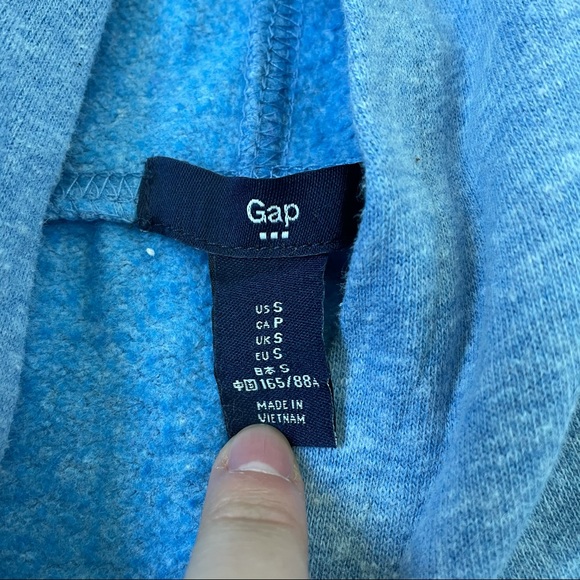 Gap
US S
CA P
UK S
EU S
日本 S
中国 165/88A
MADE IN
VIETNAM